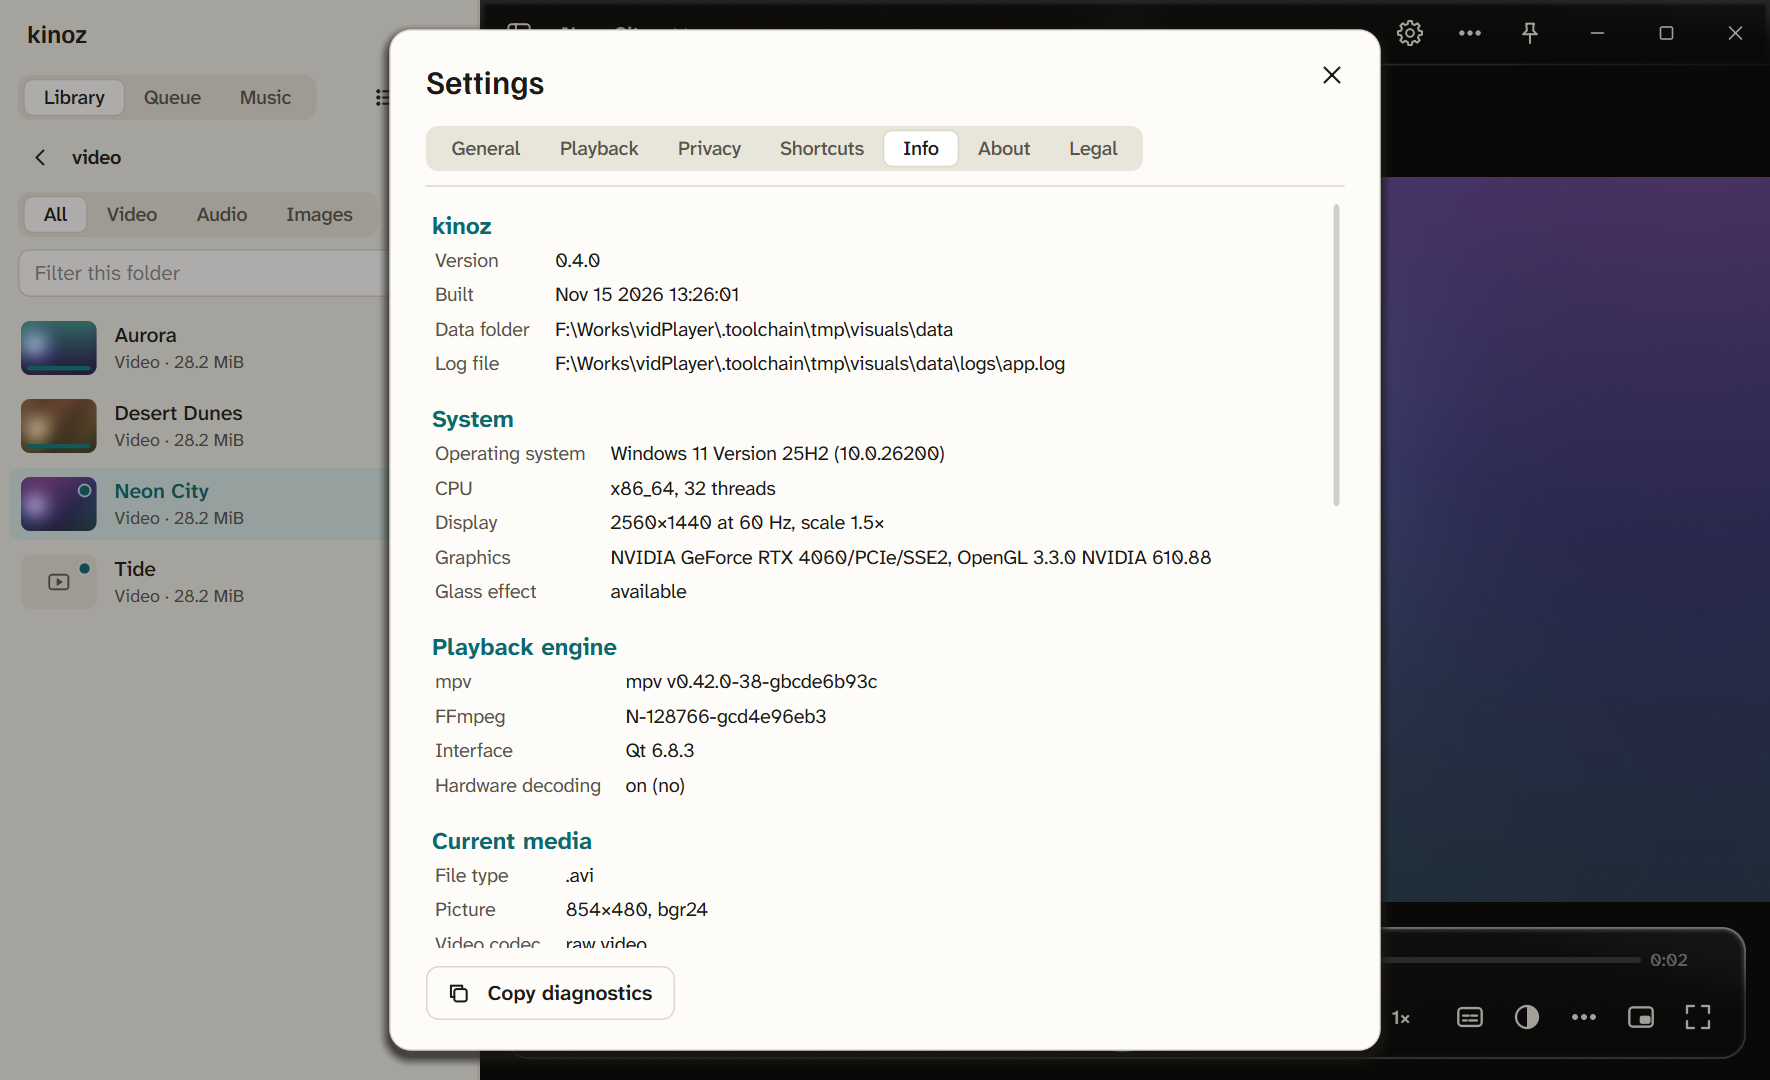 kinoz
Library
Queue
Music
video
All
Video
Audio
Images
Filter this folder
Aurora
Video · 28.2 MiB
Desert Dunes
Video · 28.2 MiB
Neon City
Video · 28.2 MiB
Tide
Video · 28.2 MiB
Settings
General
Playback
Privacy
Shortcuts
Info
About
Legal
kinoz
Version 0.4.0
Built Nov 15 2026 13:26:01
Data folder F:\Works\vidPlayer\.toolchain\tmp\visuals\data
Log file F:\Works\vidPlayer\.toolchain\tmp\visuals\data\logs\app.log
System
Operating system Windows 11 Version 25H2 (10.0.26200)
CPU x86_64, 32 threads
Display 2560×1440 at 60 Hz, scale 1.5×
Graphics NVIDIA GeForce RTX 4060/PCIe/SSE2, OpenGL 3.3.0 NVIDIA 610.88
Glass effect available
Playback engine
mpv mpv v0.42.0-38-gbcde6b93c
FFmpeg N-128766-gcd4e96eb3
Interface Qt 6.8.3
Hardware decoding on (no)
Current media
File type .avi
Picture 854×480, bgr24
Video codec raw video
Copy diagnostics
0:02
1×